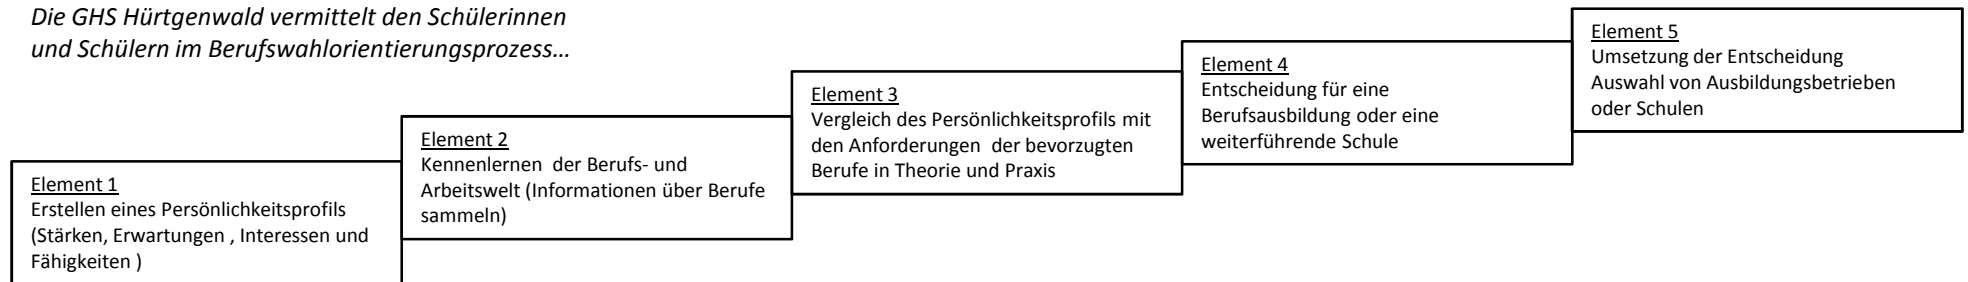 Die GHS Hürtgenwald vermittelt den Schülerinnen
und Schülern im Berufswahlorientierungsprozess…
Element 1
Erstellen eines Persönlichkeitsprofils
(Stärken, Erwartungen , Interessen und
Fähigkeiten )
Element 2
Kennenlernen  der Berufs- und
Arbeitswelt (Informationen über Berufe
sammeln)
Element 3
Vergleich des Persönlichkeitsprofils mit
den Anforderungen  der bevorzugten
Berufe in Theorie und Praxis
Element 4
Entscheidung für eine
Berufsausbildung oder eine
weiterführende Schule
Element 5
Umsetzung der Entscheidung
Auswahl von Ausbildungsbetrieben
oder Schulen